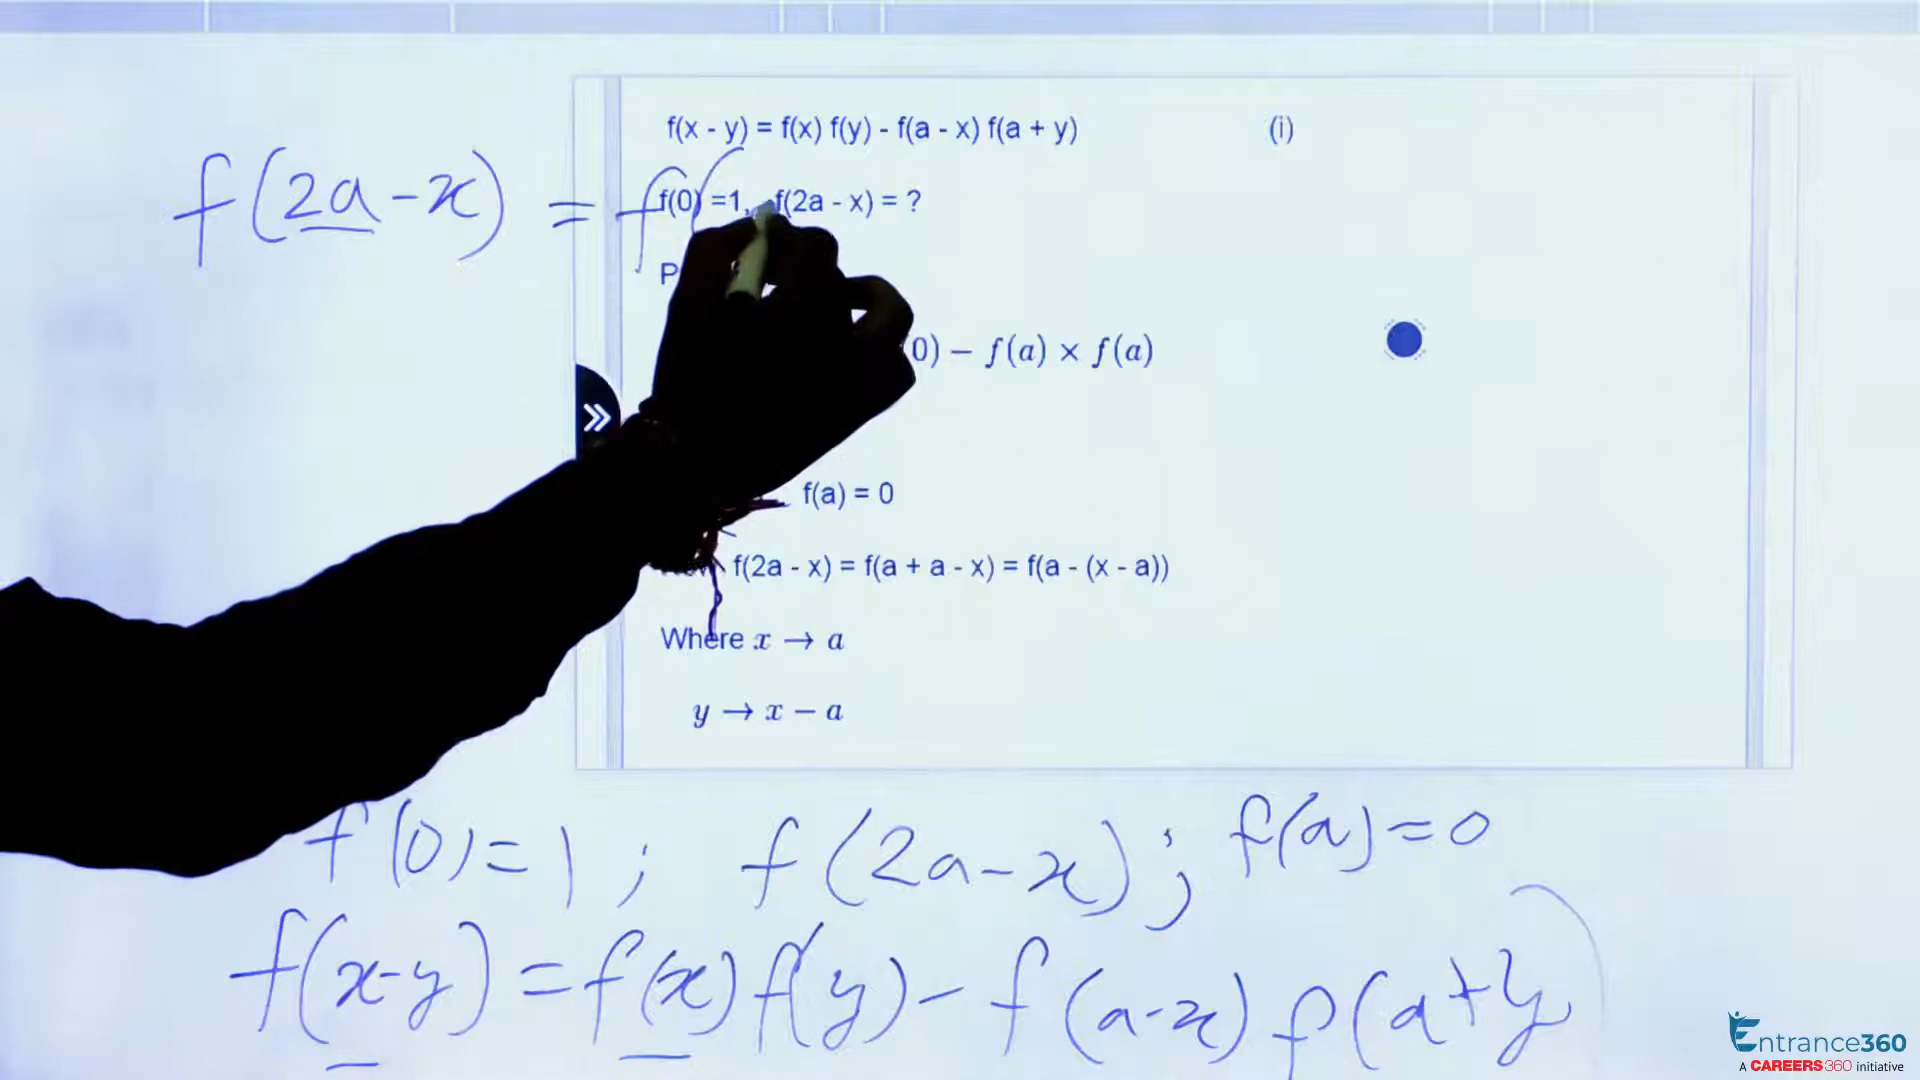 f(x - y) = f(x) f(y) - f(a - x) f(a + y) (i)
f(2a-x) = f(
f(0) =1, f(2a - x) = ?
0) − f(a) × f(a)
f(a) = 0
f(2a - x) = f(a + a - x) = f(a - (x - a))
Where x → a
y → x − a
f(0)=1 ; f(2a-x) ; f(a)=0
f(x-y) = f(x) f(y) - f(a-x) f(a+y)
Entrance360
A CAREERS360 initiative